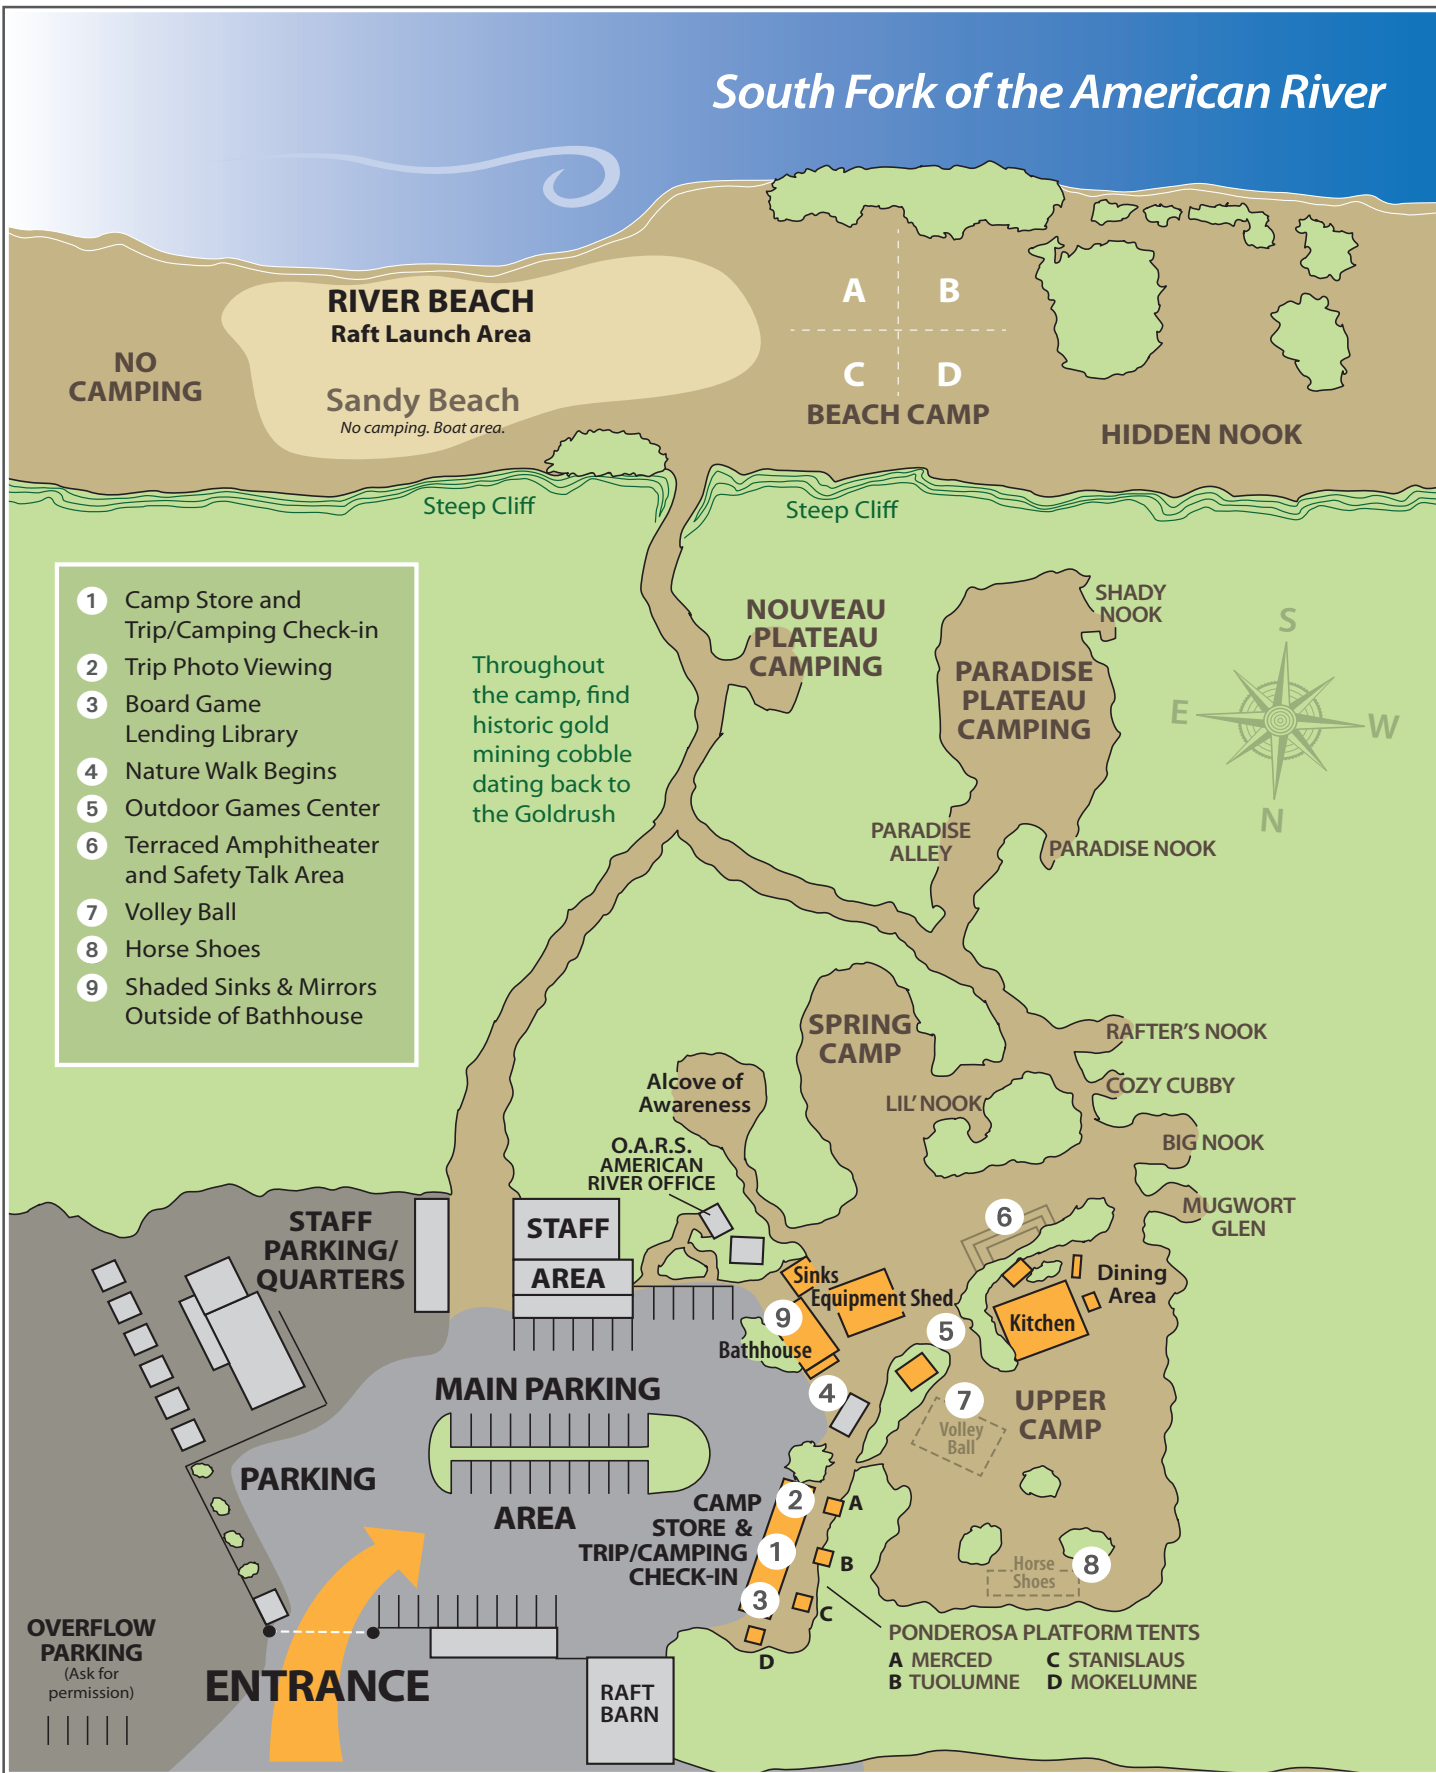 South Fork of the American River
A
B
C
D
BEACH CAMP
RIVER BEACH
Raft Launch Area
Sandy Beach
No camping. Boat area.
NO
CAMPING
HIDDEN NOOK
Steep Cliff
Steep Cliff
1 Camp Store and
Trip/Camping Check-in
2 Trip Photo Viewing
3 Board Game
Lending Library
4 Nature Walk Begins
5 Outdoor Games Center
6 Terraced Amphitheater
and Safety Talk Area
7 Volley Ball
8 Horse Shoes
9 Shaded Sinks & Mirrors
Outside of Bathhouse
Throughout
the camp, find
historic gold
mining cobble
dating back to
the Goldrush
NOUVEAU
PLATEAU
CAMPING
PARADISE
PLATEAU
CAMPING
SHADY
NOOK
S
E
W
N
PARADISE
ALLEY
PARADISE NOOK
SPRING
CAMP
RAFTER'S NOOK
COZY CUBBY
LIL' NOOK
BIG NOOK
MUGWORT
GLEN
Alcove of
Awareness
O.A.R.S.
AMERICAN
RIVER OFFICE
STAFF
PARKING/
QUARTERS
STAFF
AREA
6
Sinks
Equipment Shed
9
Bathhouse
5
Kitchen
Dining
Area
4
7
Volley
Ball
UPPER
CAMP
MAIN PARKING
AREA
PARKING
CAMP
STORE &
TRIP/CAMPING
CHECK-IN
2
1
3
A
B
C
D
Horse
Shoes
8
PONDEROSA PLATFORM TENTS
A MERCED C STANISLAUS
B TUOLUMNE D MOKELUMNE
OVERFLOW
PARKING
(Ask for
permission)
ENTRANCE
RAFT
BARN